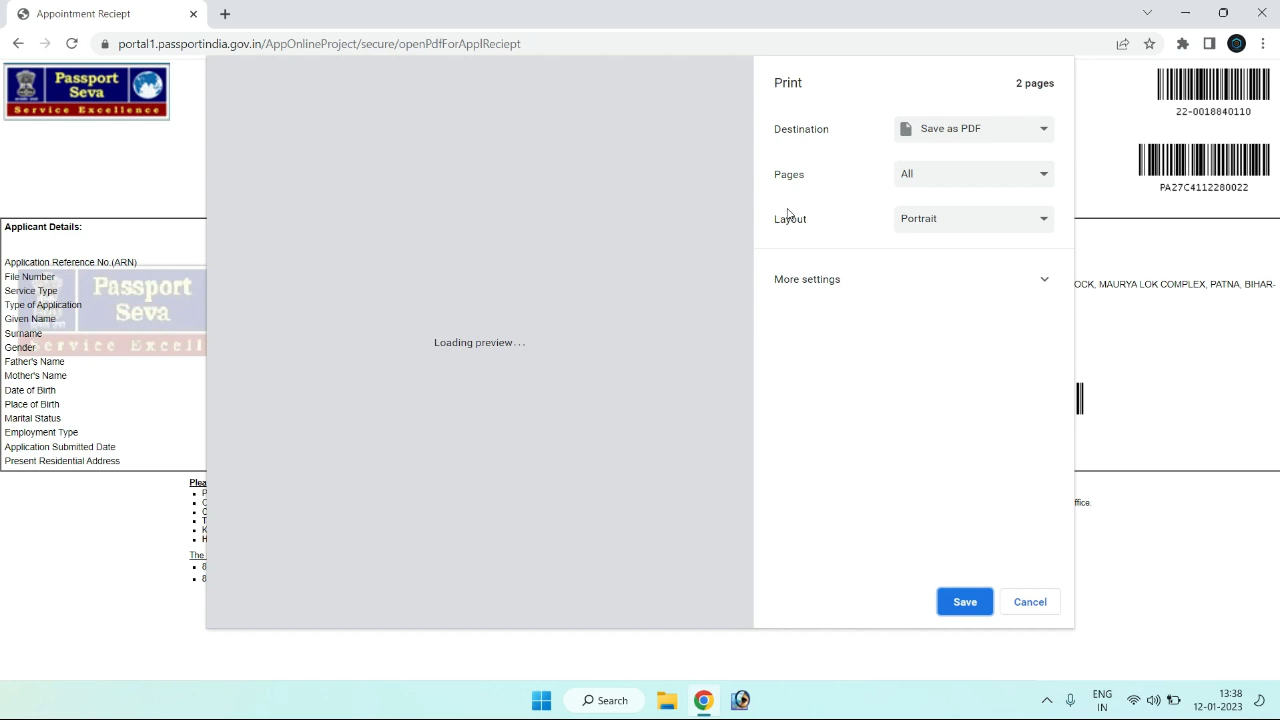 Appointment Reciept
portal1.passportindia.gov.in/AppOnlineProject/secure/openPdfForApplReciept
Passport
Seva
Service Excellence
22-0018840110
PA27C4112280022
Print
2 pages
Destination
Save as PDF
Pages
All
Layout
Portrait
More settings
Loading preview...
Save
Cancel
Applicant Details:
Application Reference No.(ARN)
File Number
Service Type
Type of Application
Given Name
Surname
Gender
Father's Name
Mother's Name
Date of Birth
Place of Birth
Marital Status
Employment Type
Application Submitted Date
Present Residential Address
Passport
Seva
OCK, MAURYA LOK COMPLEX, PATNA, BIHAR-
The
Search
ENG
IN
13:38
12-01-2023